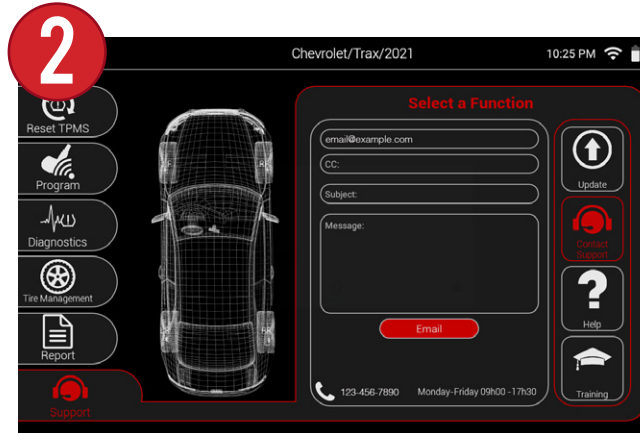 2
Chevrolet/Trax/2021
10:25 PM
Reset TPMS
Program
Diagnostics
Tire Management
Report
Support
Select a Function
email@example.com
CC:
Subject:
Message:
Email
123-456-7890 Monday-Friday 09h00 -17h30
Update
Contact
Support
Help
Training